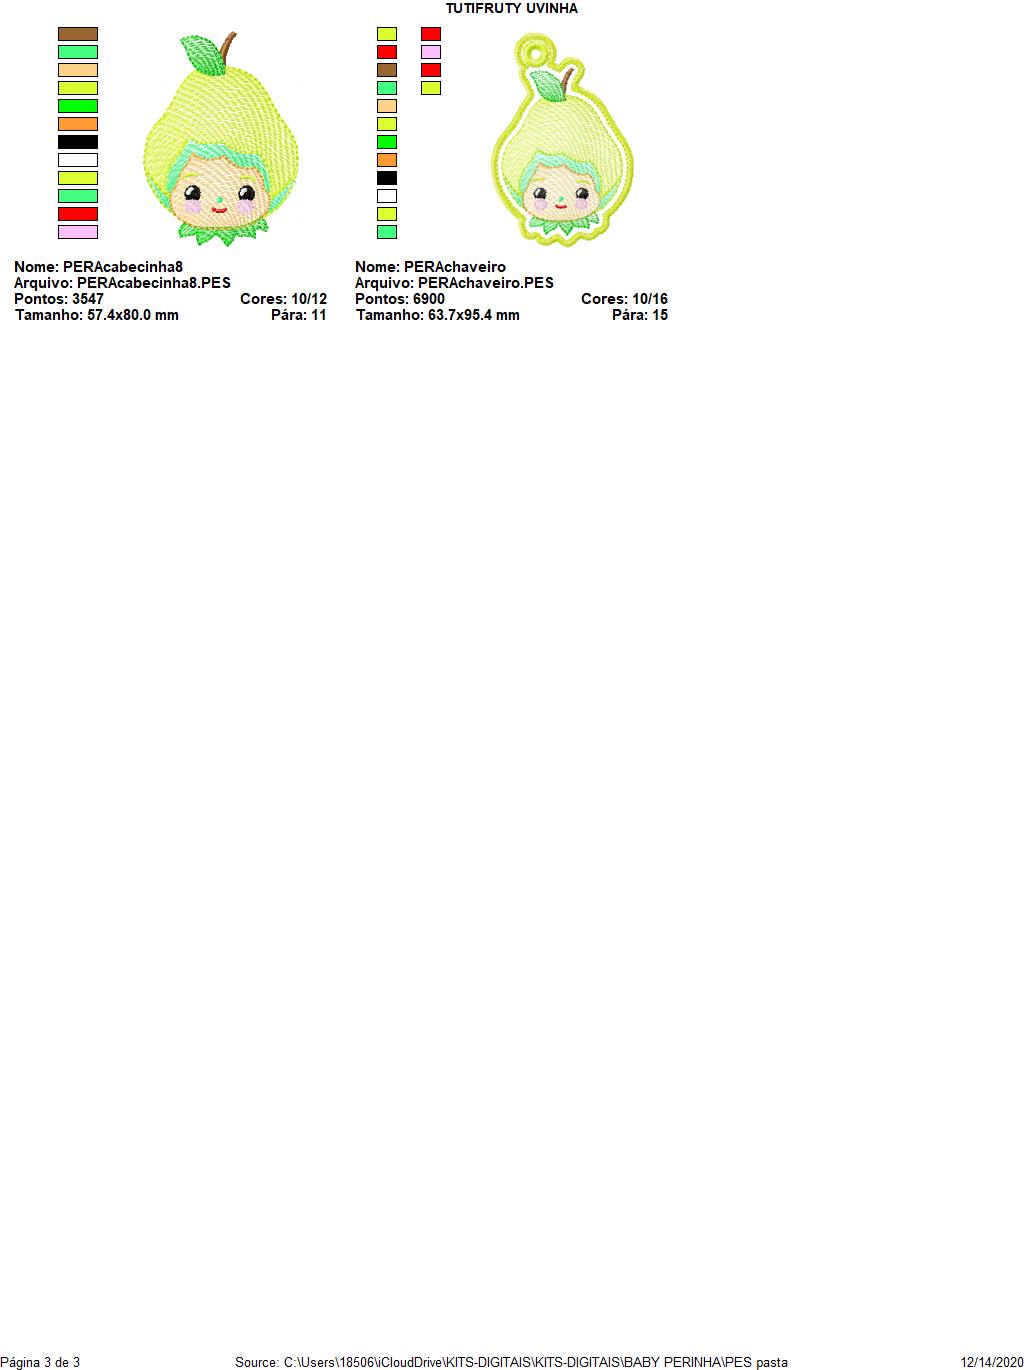 TUTIFRUTY UVINHA
Nome: PERAcabecinha8
Arquivo: PERAcabecinha8.PES
Pontos: 3547 Cores: 10/12
Tamanho: 57.4x80.0 mm Pára: 11
Nome: PERAchaveiro
Arquivo: PERAchaveiro.PES
Pontos: 6900 Cores: 10/16
Tamanho: 63.7x95.4 mm Pára: 15
Página 3 de 3 Source: C:\Users\18506\iCloudDrive\KITS-DIGITAIS\KITS-DIGITAIS\BABY PERINHA\PES pasta 12/14/2020